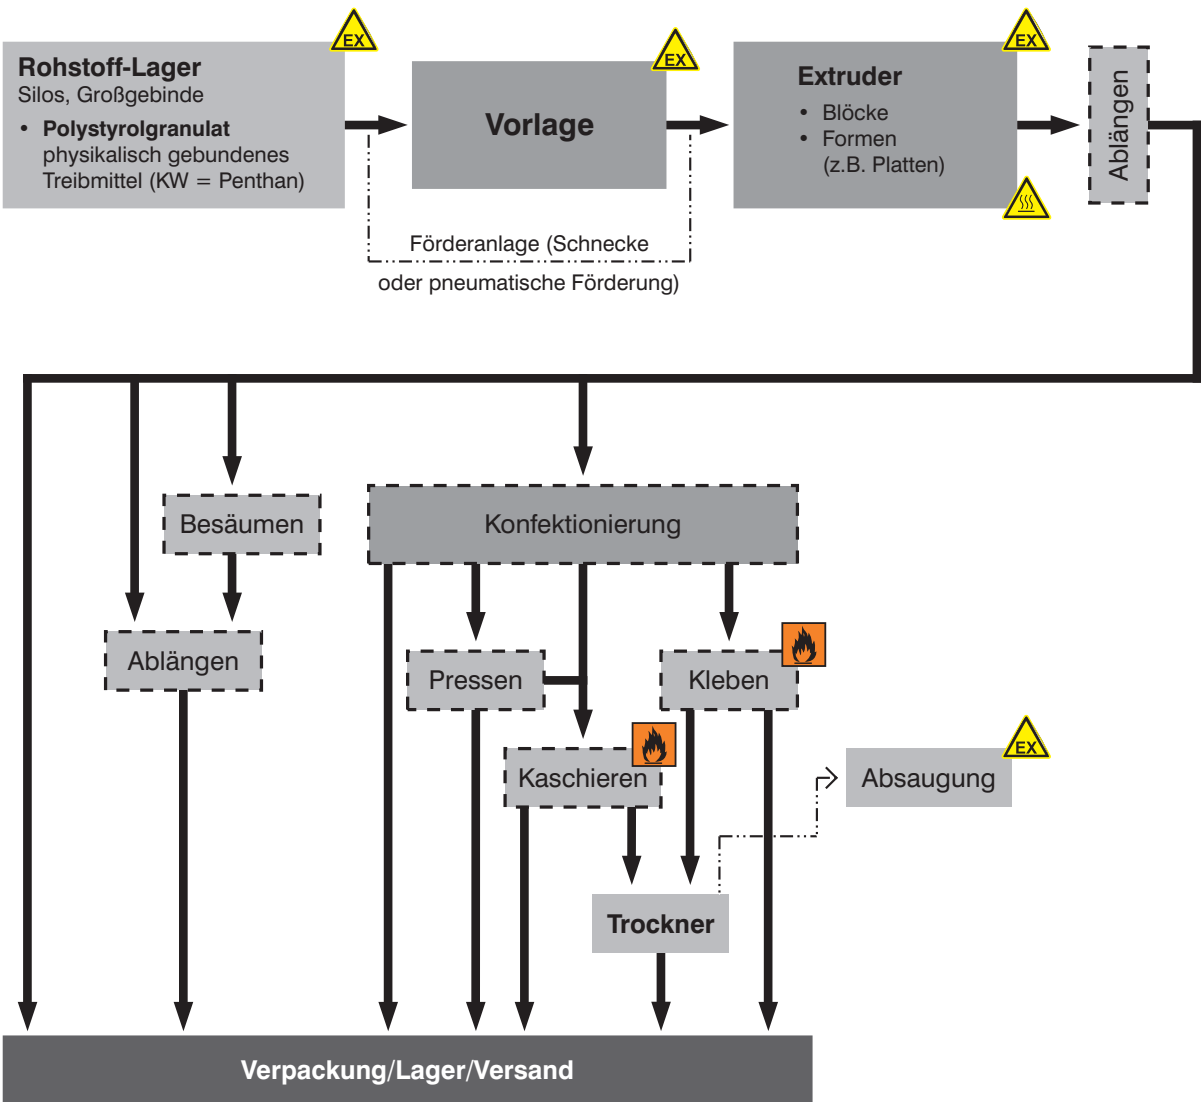 EX
EX
EX
Rohstoff-Lager
Silos, Großgebinde
• Polystyrolgranulat
physikalisch gebundenes
Treibmittel (KW = Penthan)
Vorlage
Extruder
• Blöcke
• Formen
(z.B. Platten)
Ablängen
Förderanlage (Schnecke
oder pneumatische Förderung)
Besäumen
Konfektionierung
Ablängen
Pressen
Kleben
Kaschieren
EX
Absaugung
Trockner
Verpackung/Lager/Versand